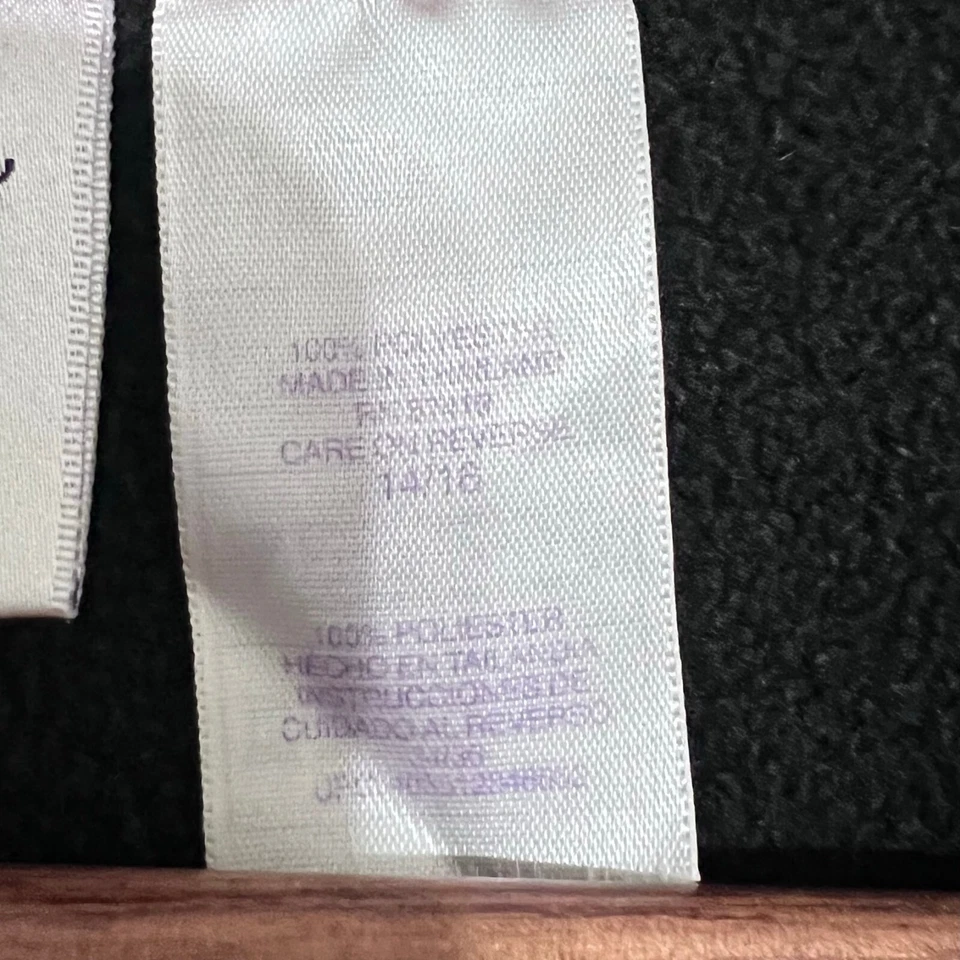 100% POLYESTER
MADE IN THAILAND
CARE ON REVERSE
14/16
100% POLIESTER
HECHO EN TAILANDIA
INSTRUCCIONES DE
CUIDADO AL REVERSO